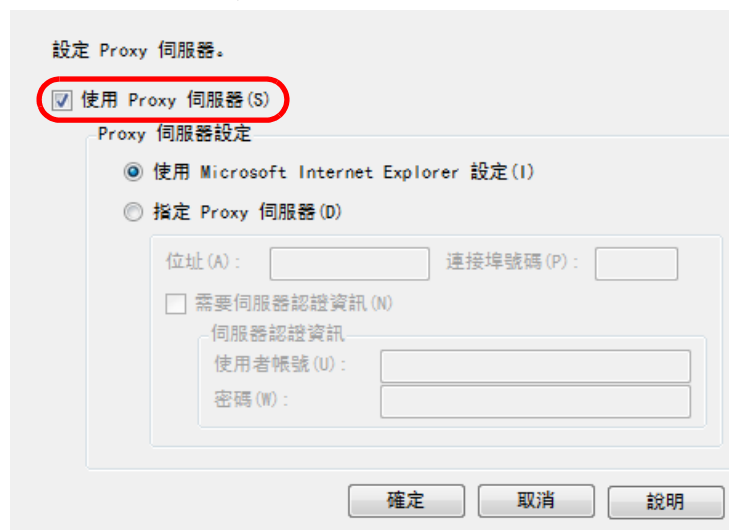 設定 Proxy 伺服器。
使用 Proxy 伺服器(S)
Proxy 伺服器設定
使用 Microsoft Internet Explorer 設定(I)
指定 Proxy 伺服器(D)
位址(A): 連接埠號碼(P):
需要伺服器認證資訊(N)
伺服器認證資訊
使用者帳號(U):
密碼(W):
確定 取消 說明